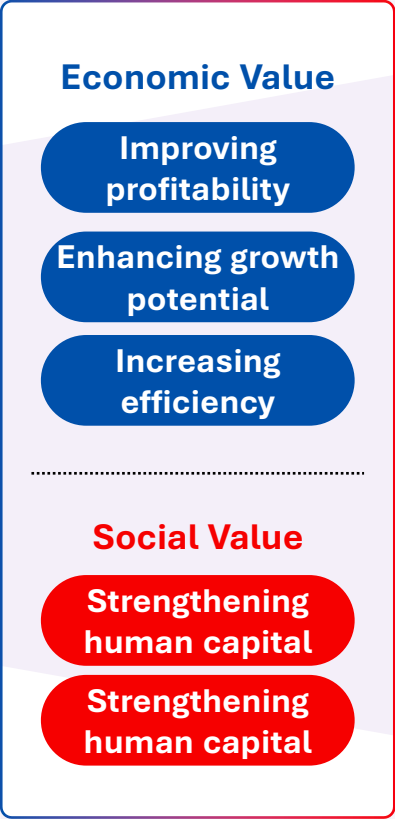 Economic Value
Improving
profitability
Enhancing growth
potential
Increasing
efficiency
Social Value
Strengthening
human capital
Strengthening
human capital